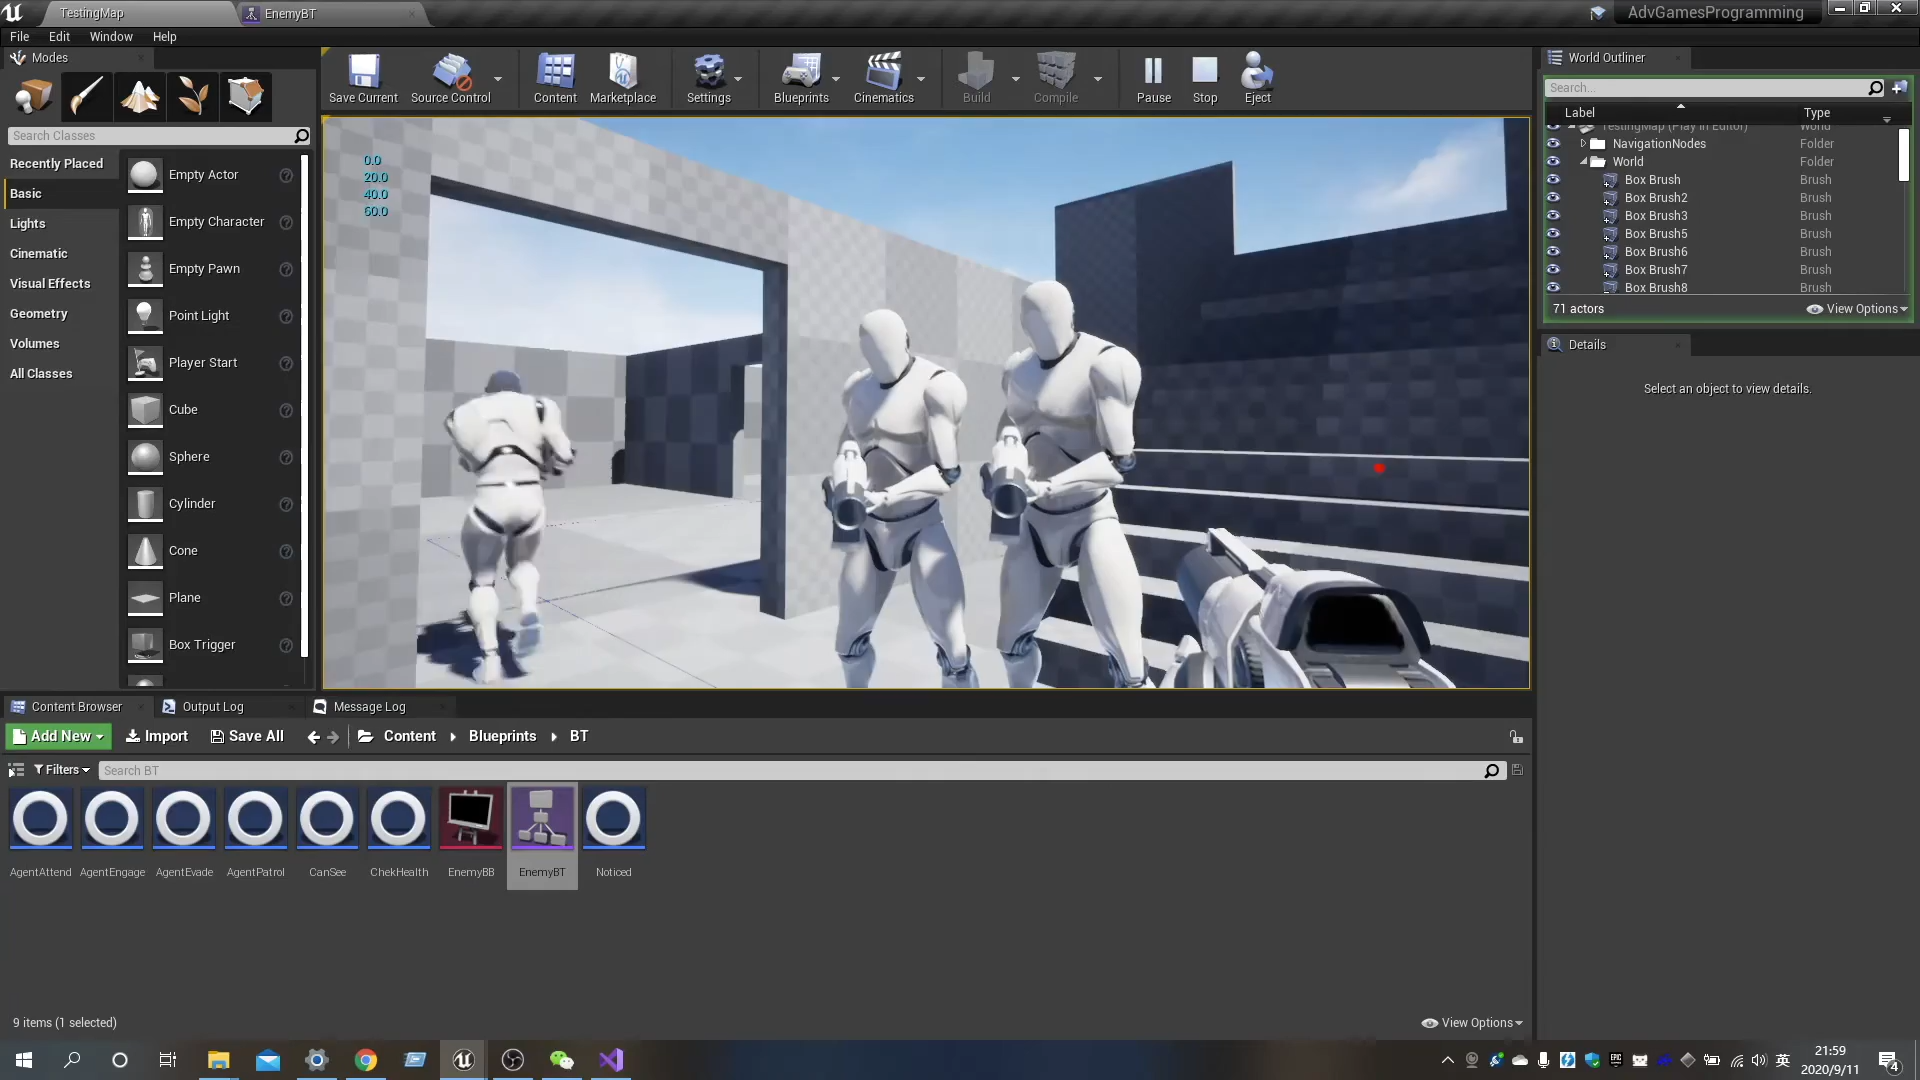 TestingMap
EnemyBT
AdvGamesProgramming
File Edit Window Help
Modes
Search Classes
Recently Placed
Basic
Lights
Cinematic
Visual Effects
Geometry
Volumes
All Classes
Empty Actor
Empty Character
Empty Pawn
Point Light
Player Start
Cube
Sphere
Cylinder
Cone
Plane
Box Trigger
Save Current
Source Control
Content
Marketplace
Settings
Blueprints
Cinematics
Build
Compile
Pause
Stop
Eject
0.0
20.0
40.0
60.0
World Outliner
Search...
Label Type
TestingMap (Play In Editor) World
NavigationNodes Folder
World Folder
Box Brush Brush
Box Brush2 Brush
Box Brush3 Brush
Box Brush5 Brush
Box Brush6 Brush
Box Brush7 Brush
Box Brush8 Brush
71 actors View Options
Details
Select an object to view details.
Content Browser
Output Log
Message Log
Add New Import Save All Content Blueprints BT
Filters Search BT
AgentAttend AgentEngage AgentEvade AgentPatrol CanSee ChekHealth EnemyBB EnemyBT Noticed
9 items (1 selected) View Options
英
21:59
2020/9/11
4